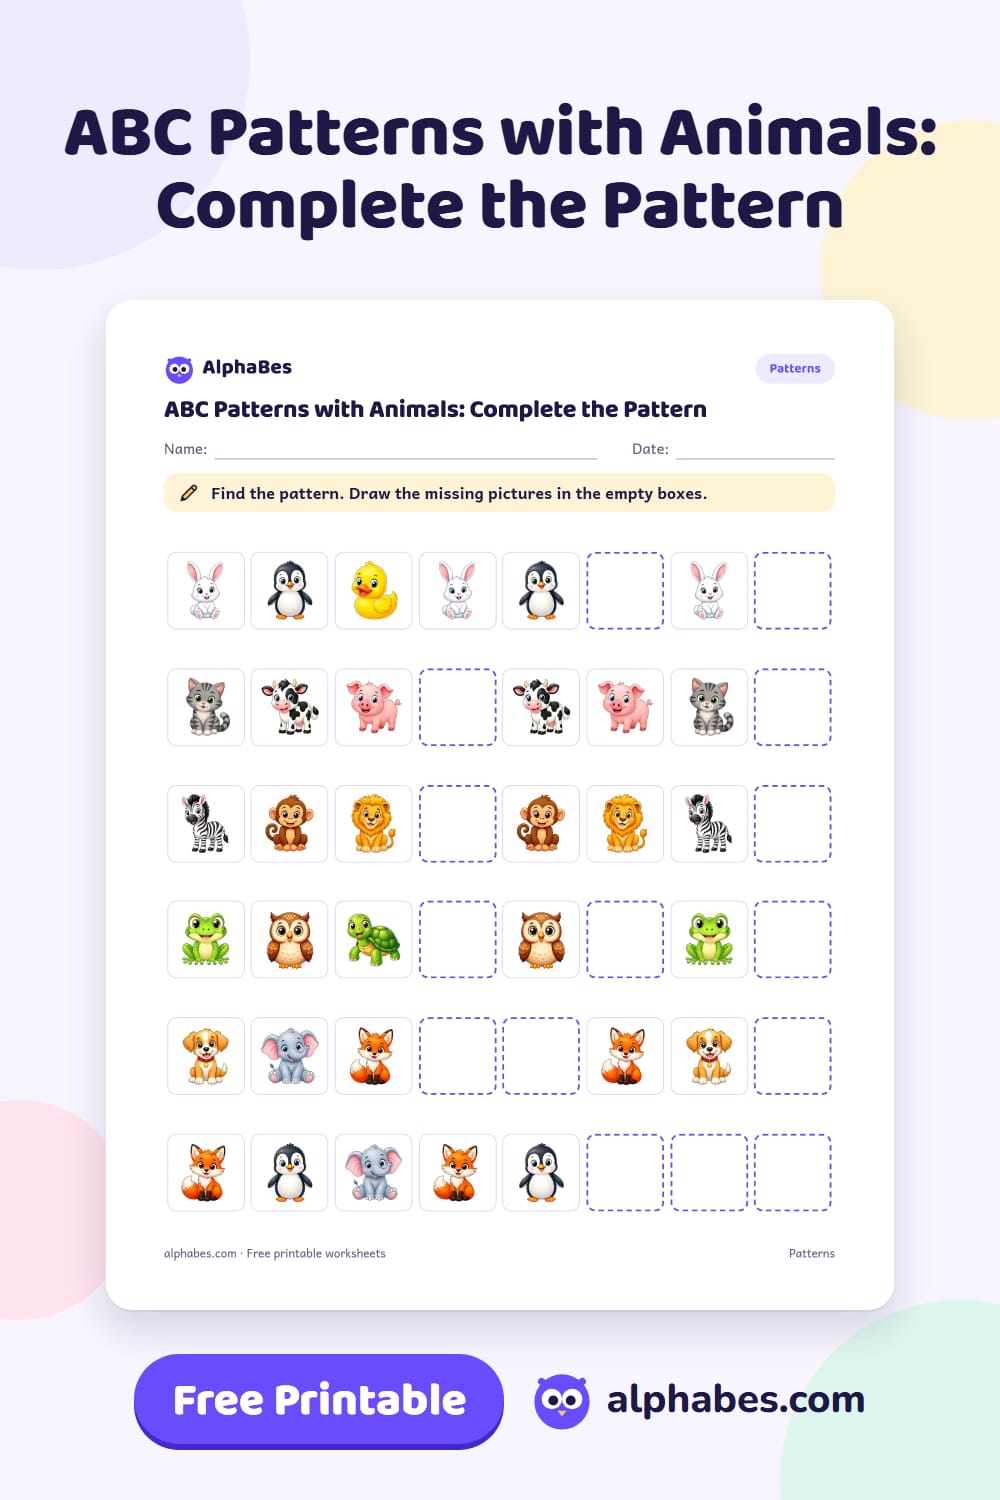 ABC Patterns with Animals:
Complete the Pattern
AlphaBes
Patterns
ABC Patterns with Animals: Complete the Pattern
Name:
Date:
Find the pattern. Draw the missing pictures in the empty boxes.
alphabes.com · Free printable worksheets
Patterns
Free Printable
alphabes.com